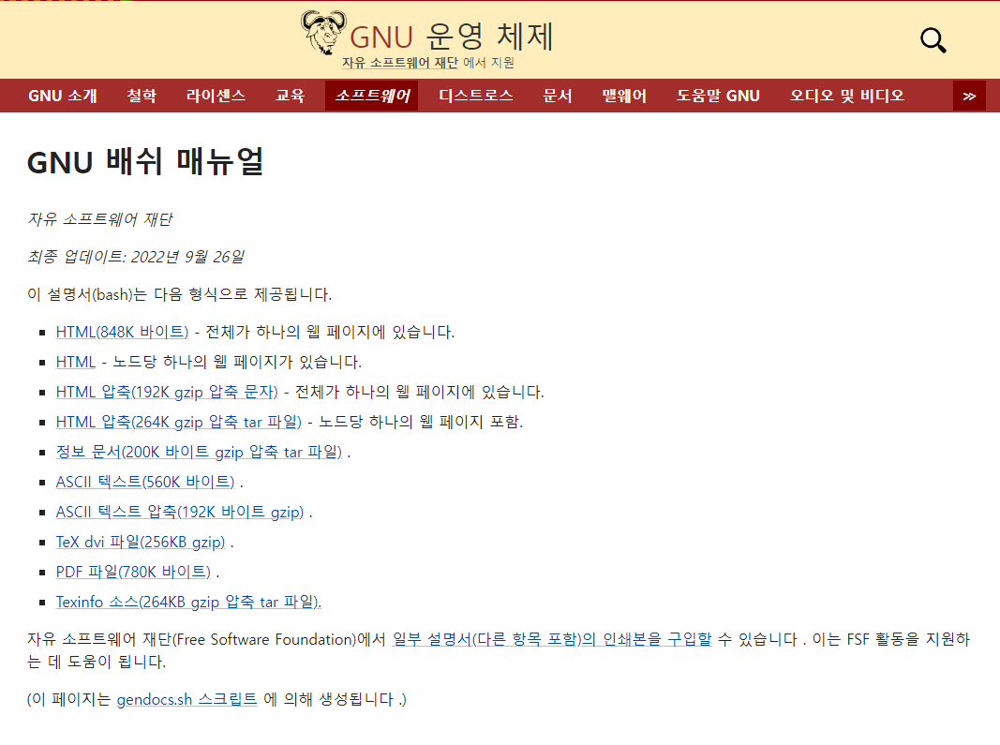 GNU 운영 체제
자유 소프트웨어 재단 에서 지원
GNU 소개 철학 라이센스 교육 소프트웨어 디스트로스 문서 맬웨어 도움말 GNU 오디오 및 비디오 ≫
GNU 배쉬 매뉴얼
자유 소프트웨어 재단
최종 업데이트: 2022년 9월 26일
이 설명서(bash)는 다음 형식으로 제공됩니다.
HTML(848K 바이트) - 전체가 하나의 웹 페이지에 있습니다.
HTML - 노드당 하나의 웹 페이지가 있습니다.
HTML 압축(192K gzip 압축 문자) - 전체가 하나의 웹 페이지에 있습니다.
HTML 압축(264K gzip 압축 tar 파일) - 노드당 하나의 웹 페이지 포함.
정보 문서(200K 바이트 gzip 압축 tar 파일) .
ASCII 텍스트(560K 바이트) .
ASCII 텍스트 압축(192K 바이트 gzip) .
TeX dvi 파일(256KB gzip) .
PDF 파일(780K 바이트) .
Texinfo 소스(264KB gzip 압축 tar 파일).
자유 소프트웨어 재단(Free Software Foundation)에서 일부 설명서(다른 항목 포함)의 인쇄본을 구입할 수 있습니다 . 이는 FSF 활동을 지원하
는 데 도움이 됩니다.
(이 페이지는 gendocs.sh 스크립트 에 의해 생성됩니다 .)